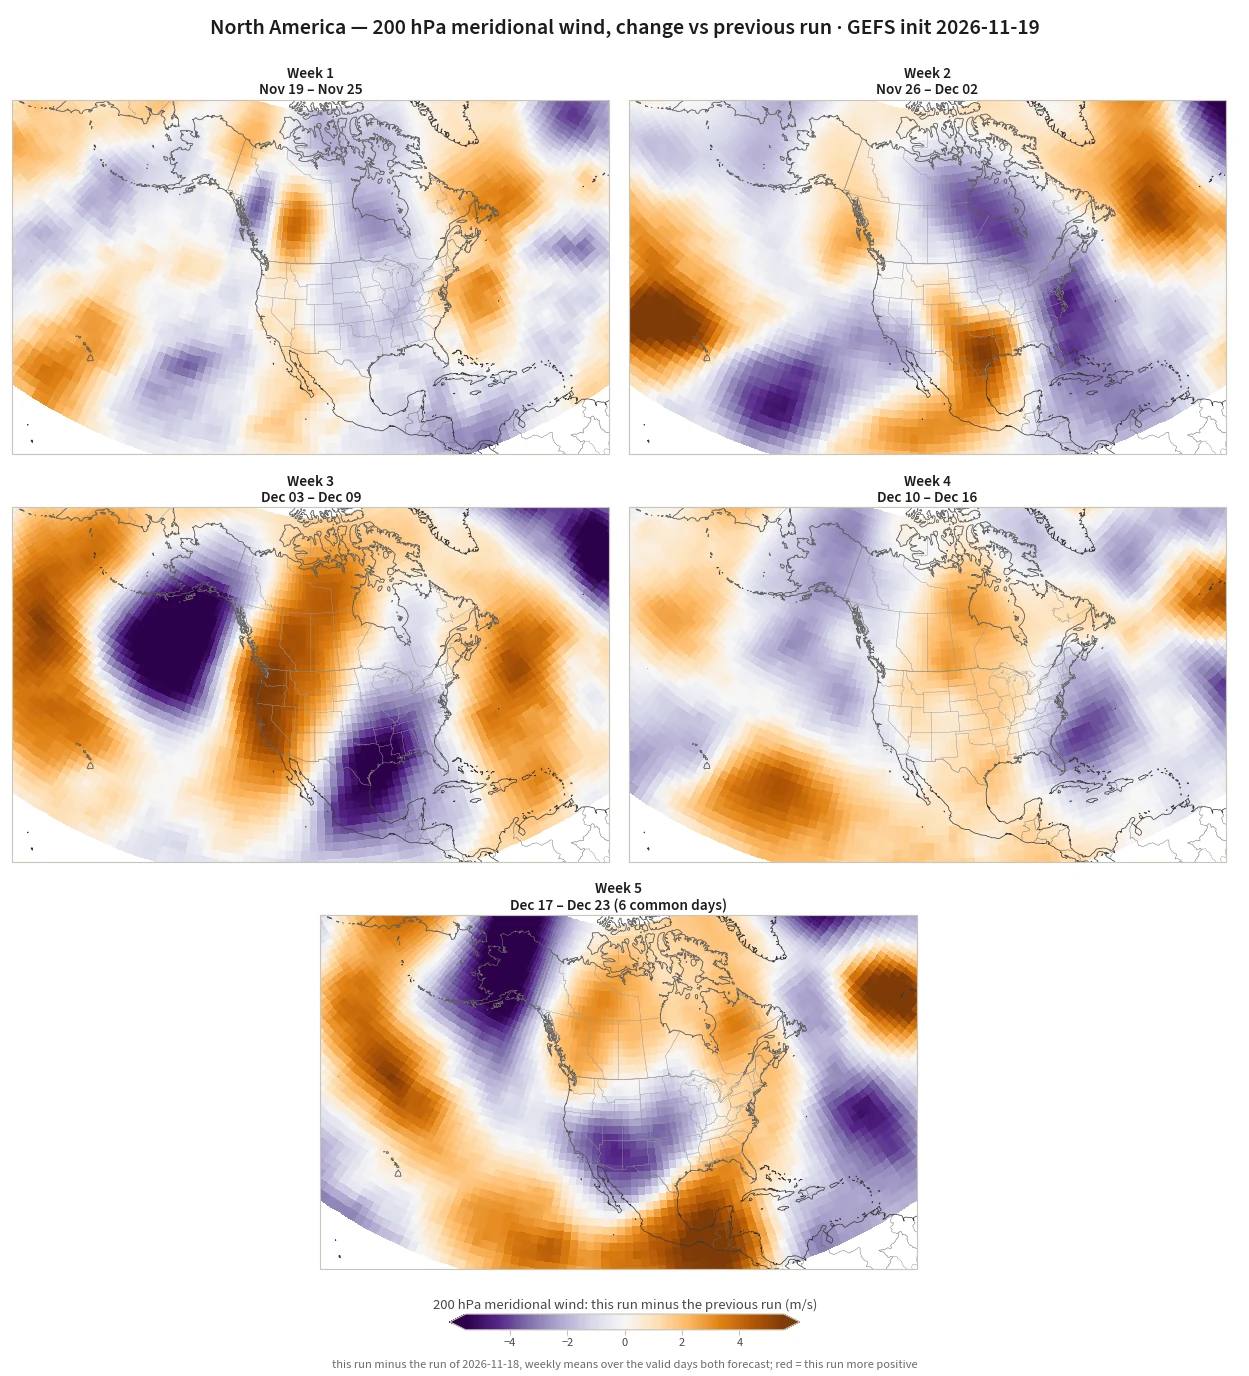 North America — 200 hPa meridional wind, change vs previous run · GEFS init 2026-11-19
Week 1
Nov 19 – Nov 25
Week 2
Nov 26 – Dec 02
Week 3
Dec 03 – Dec 09
Week 4
Dec 10 – Dec 16
Week 5
Dec 17 – Dec 23 (6 common days)
200 hPa meridional wind: this run minus the previous run (m/s)
−4 −2 0 2 4
this run minus the run of 2026-11-18, weekly means over the valid days both forecast; red = this run more positive